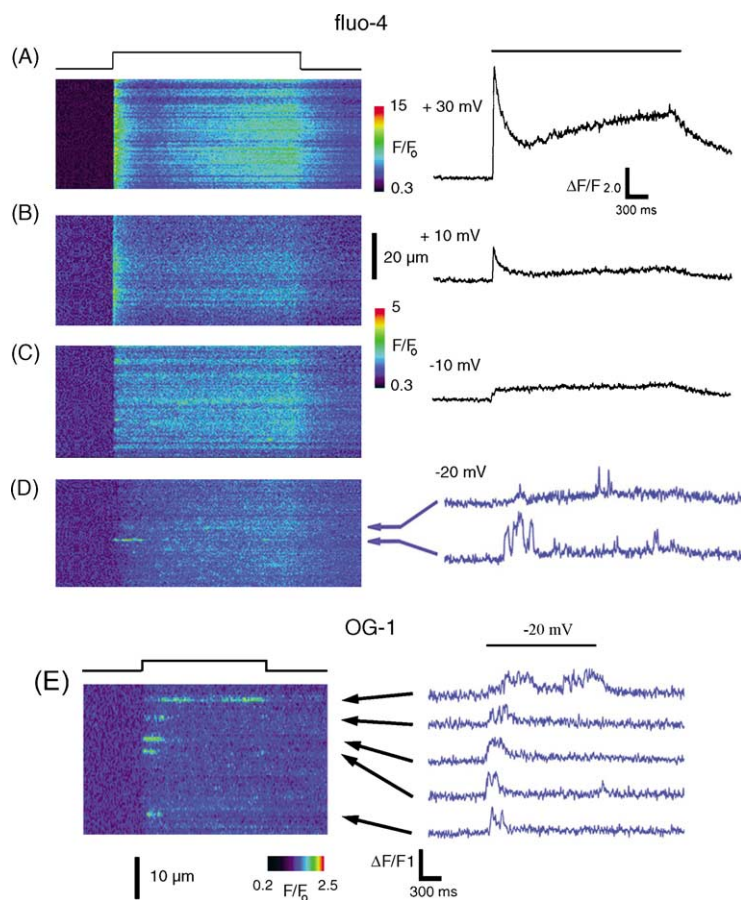 fluo-4
(A)
15
F/F₀
0.3
+ 30 mV
ΔF/F 2.0
300 ms
(B)
20 µm
+ 10 mV
5
F/F₀
0.3
(C)
-10 mV
(D)
-20 mV
OG-1
-20 mV
(E)
10 µm
0.2 F/F₀ 2.5
ΔF/F1
300 ms